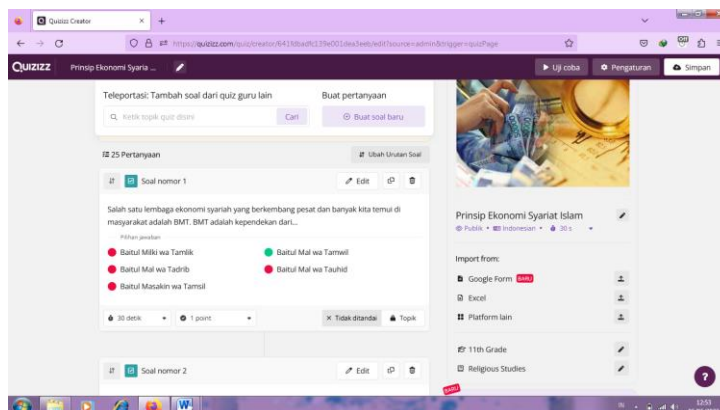 Quizizz Creator
https://quizizz.com/quiz/creator/
QUIZIZZ
Prinsip Ekonomi Syaria ...
Uji coba
Pengaturan
Simpan
Teleportasi: Tambah soal dari quiz guru lain
Buat pertanyaan
Ketik topik quiz disini
Cari
Buat soal baru
25 Pertanyaan
Ubah Urutan Soal
Soal nomor 1
Edit
Salah satu lembaga ekonomi syariah yang berkembang pesat dan banyak kita temui di
masyarakat adalah BMT. BMT adalah kependekan dari...
Pilihan jawaban
Baitul Milki wa Tamlik
Baitul Mal wa Tamwil
Baitul Mal wa Tadrib
Baitul Mal wa Tauhid
Baitul Masakin wa Tamsil
30 detik
1 point
Tidak ditandai
Topik
Soal nomor 2
Edit
Prinsip Ekonomi Syariat Islam
Publik • Indonesian • 30 s
Import from:
Google Form BARU
Excel
Platform lain
11th Grade
Religious Studies
BARU
?
12:53